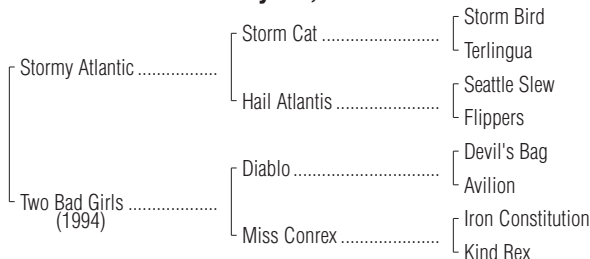 Storm Bird
Storm Cat ......................
Terlingua
Stormy Atlantic ...............
Seattle Slew
Hail Atlantis ...................
Flippers
Devil's Bag
Diablo ...........................
Avilion
Two Bad Girls .................
(1994)
Iron Constitution
Miss Conrex ..................
Kind Rex